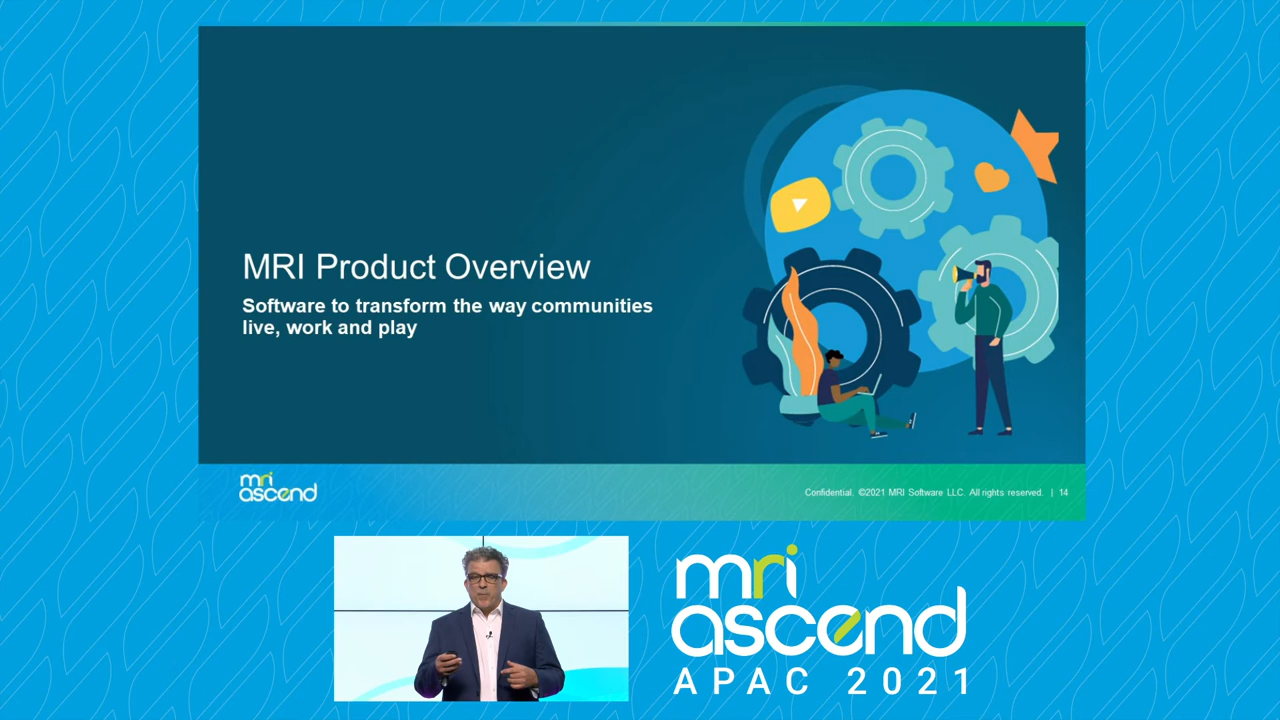 MRI Product Overview
Software to transform the way communities
live, work and play
mri
ascend
Confidential. ©2021 MRI Software LLC. All rights reserved. | 14
mri
ascend
APAC 2021